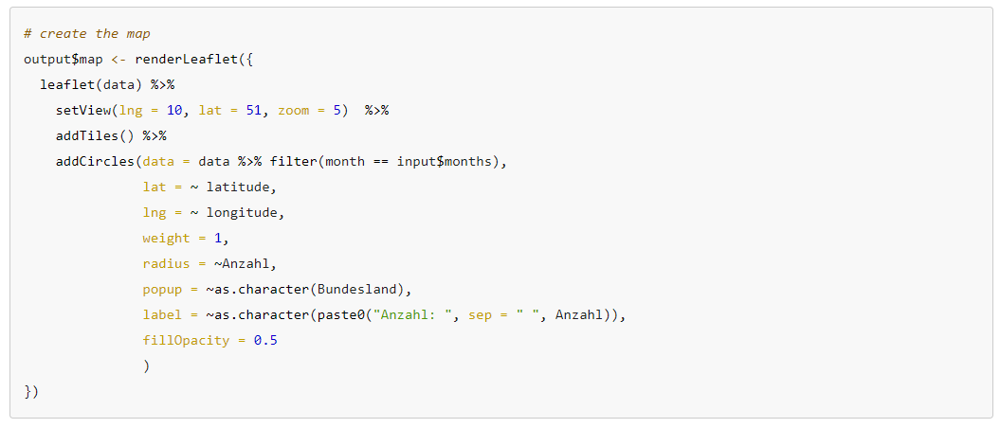 # create the map
output$map <- renderLeaflet({
  leaflet(data) %>%
    setView(lng = 10, lat = 51, zoom = 5)  %>%
    addTiles() %>%
    addCircles(data = data %>% filter(month == input$months),
               lat = ~ latitude,
               lng = ~ longitude,
               weight = 1,
               radius = ~Anzahl,
               popup = ~as.character(Bundesland),
               label = ~as.character(paste0("Anzahl: ", sep = " ", Anzahl)),
               fillOpacity = 0.5
               )
})